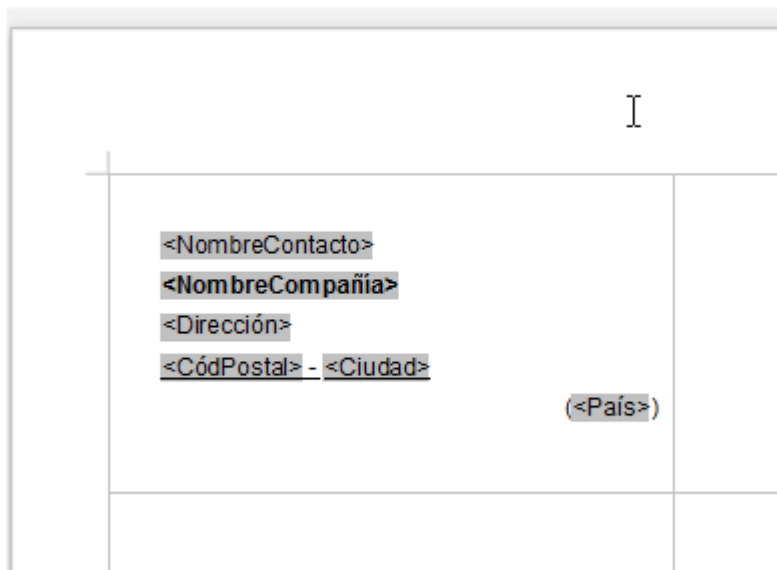 <NombreContacto>
<NombreCompañía>
<Dirección>
<CódPostal> - <Ciudad>
(<País>)